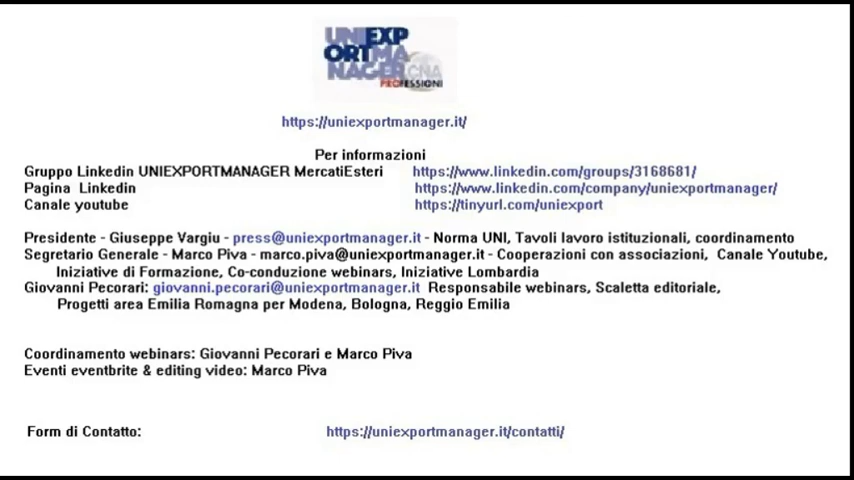 UNIEXP
ORTMA
NAGER CNA
PROFESSIONI
https://uniexportmanager.it/
Per informazioni
Gruppo Linkedin UNIEXPORTMANAGER MercatiEsteri https://www.linkedin.com/groups/3168681/
Pagina Linkedin https://www.linkedin.com/company/uniexportmanager/
Canale youtube https://tinyurl.com/uniexport
Presidente - Giuseppe Vargiu - press@uniexportmanager.it - Norma UNI, Tavoli lavoro istituzionali, coordinamento
Segretario Generale - Marco Piva - marco.piva@uniexportmanager.it - Cooperazioni con associazioni, Canale Youtube,
Iniziative di Formazione, Co-conduzione webinars, Iniziative Lombardia
Giovanni Pecorari: giovanni.pecorari@uniexportmanager.it Responsabile webinars, Scaletta editoriale,
Progetti area Emilia Romagna per Modena, Bologna, Reggio Emilia
Coordinamento webinars: Giovanni Pecorari e Marco Piva
Eventi eventbrite & editing video: Marco Piva
Form di Contatto: https://uniexportmanager.it/contatti/